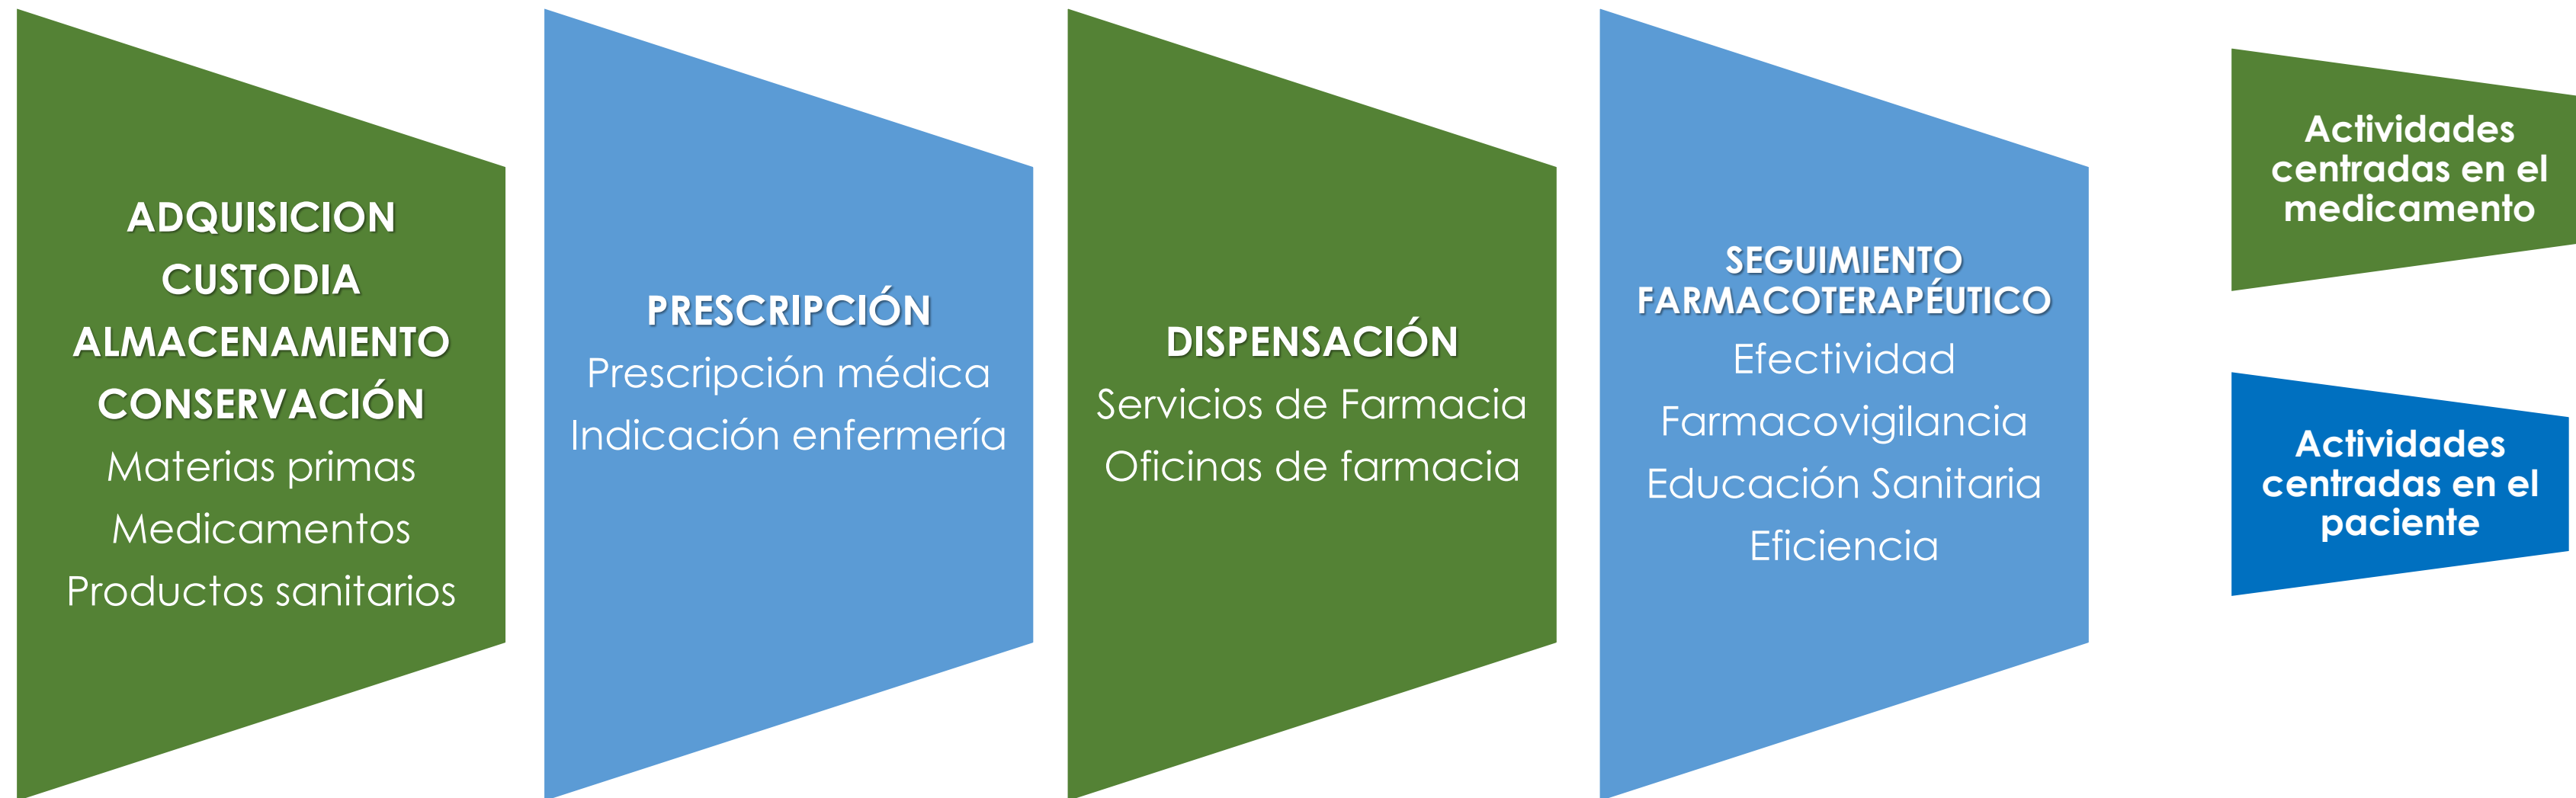 ADQUISICION
CUSTODIA
ALMACENAMIENTO
CONSERVACIÓN
Materias primas
Medicamentos
Productos sanitarios
PRESCRIPCIÓN
Prescripción médica
Indicación enfermería
DISPENSACIÓN
Servicios de Farmacia
Oficinas de farmacia
SEGUIMIENTO
FARMACOTERAPÉUTICO
Efectividad
Farmacovigilancia
Educación Sanitaria
Eficiencia
Actividades
centradas en el
medicamento
Actividades
centradas en el
paciente